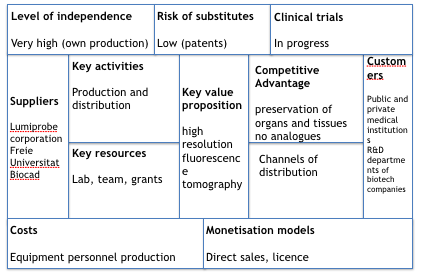 Level of independence
Very high (own production)
Risk of substitutes
Low (patents)
Clinical trials
In progress
Suppliers
Lumiprobe
corporation
Freie
Universitat
Biocad
Key activities
Production and
distribution
Key resources
Lab, team, grants
Key value
proposition
high
resolution
fluorescenc
e
tomography
Competitive
Advantage
preservation of
organs and tissues
no analogues
Channels of
distribution
Custom
ers
Public and
private
medical
institution
s
R&D
departme
nts of
biotech
companies
Costs
Equipment personnel production
Monetisation models
Direct sales, licence